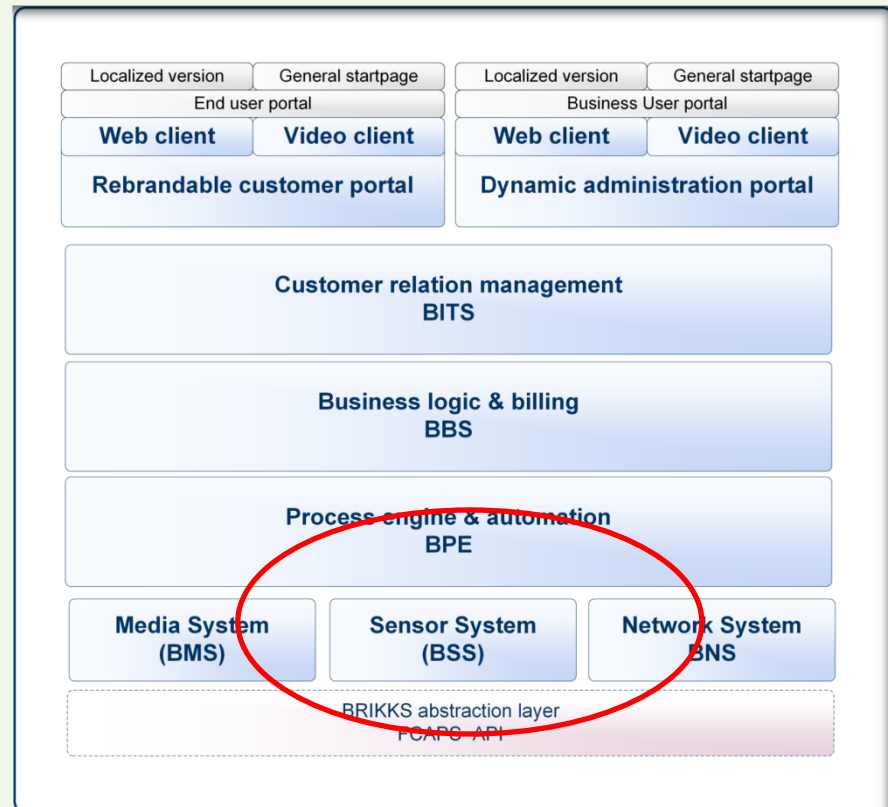 Localized version General startpage Localized version General startpage
End user portal Business User portal
Web client Video client Web client Video client
Rebrandable customer portal Dynamic administration portal
Customer relation management
BITS
Business logic & billing
BBS
Process engine & automation
BPE
Media System Sensor System Network System
(BMS) (BSS) BNS
BRIKKS abstraction layer
FCAPS API